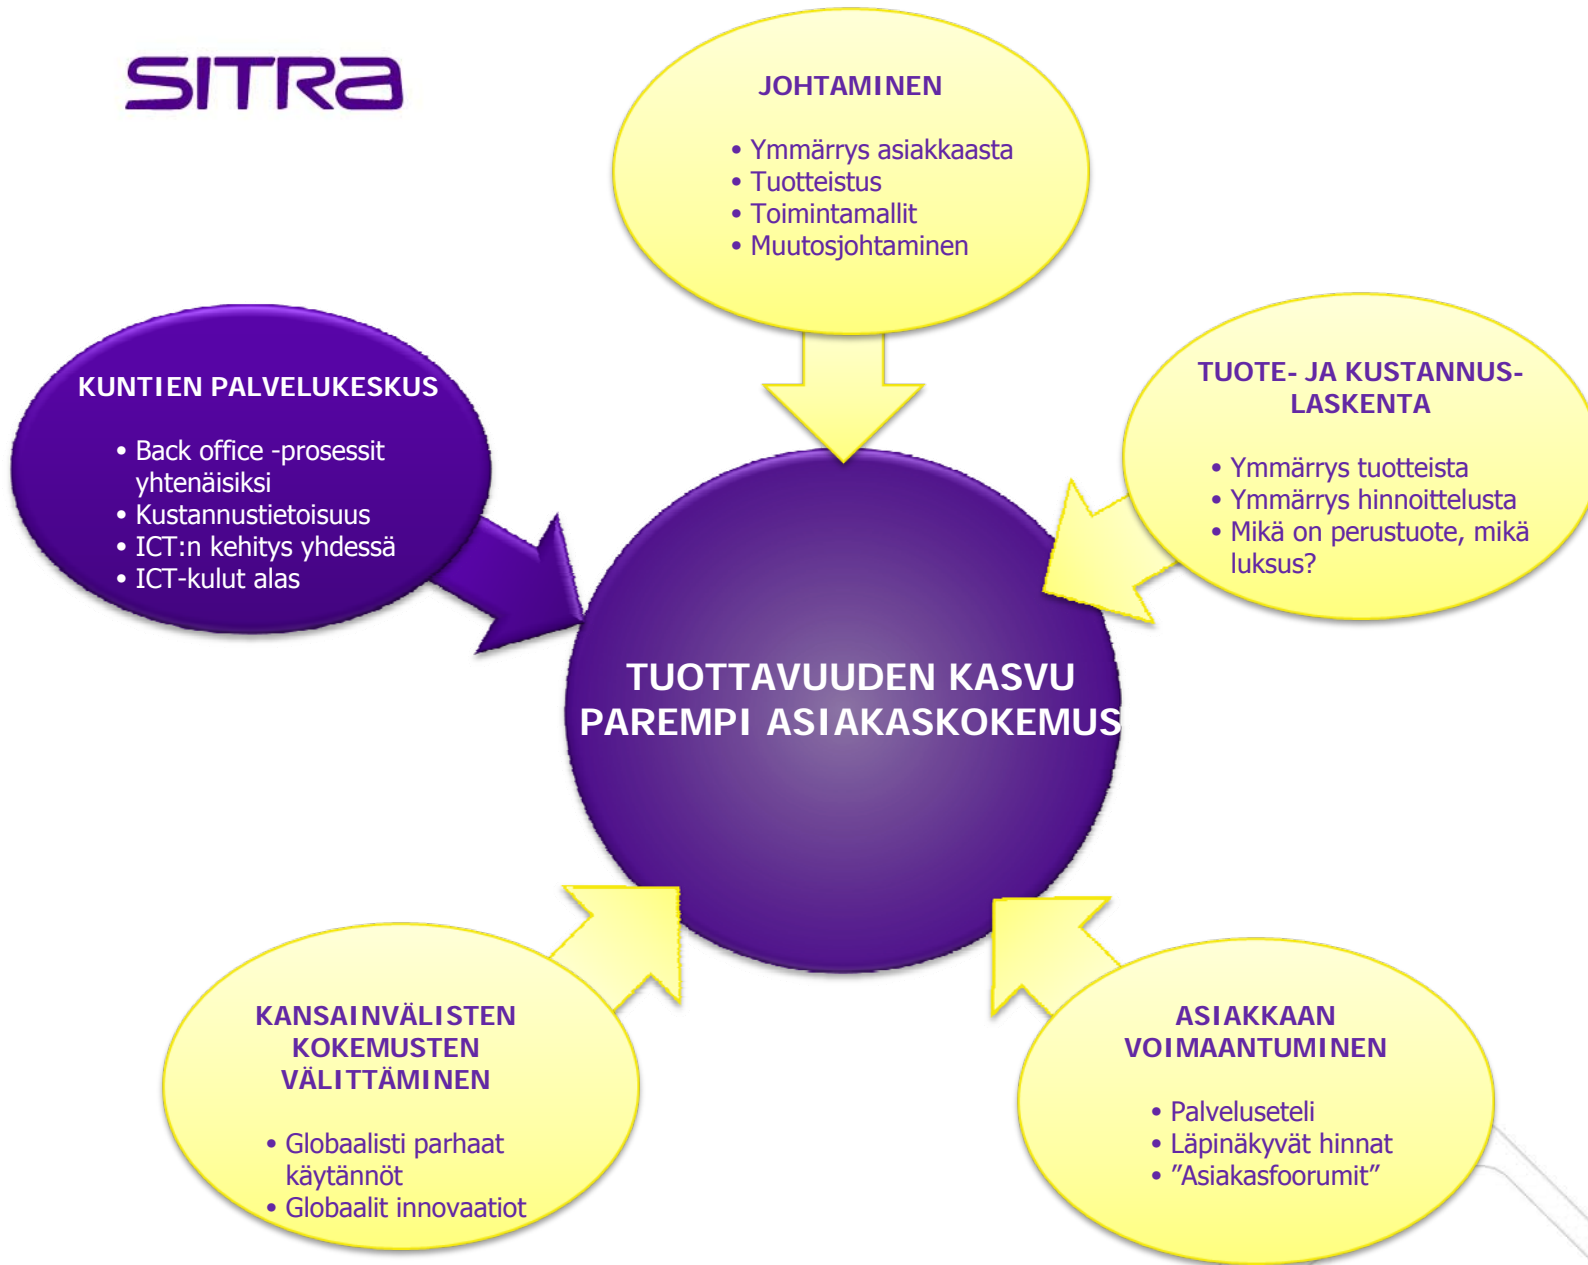 SITRA
JOHTAMINEN
• Ymmärrys asiakkaasta
• Tuotteistus
• Toimintamallit
• Muutosjohtaminen
KUNTIEN PALVELUKESKUS
• Back office -prosessit
yhtenäisiksi
• Kustannustietoisuus
• ICT:n kehitys yhdessä
• ICT-kulut alas
TUOTE- JA KUSTANNUS-
LASKENTA
• Ymmärrys tuotteista
• Ymmärrys hinnoittelusta
• Mikä on perustuote, mikä
luksus?
TUOTTAVUUDEN KASVU
PAREMPI ASIAKASKOKEMUS
KANSAINVÄLISTEN
KOKEMUSTEN
VÄLITTÄMINEN
• Globaalisti parhaat
käytännöt
• Globaalit innovaatiot
ASIAKKAAN
VOIMAANTUMINEN
• Palveluseteli
• Läpinäkyvät hinnat
• ”Asiakasfoorumit”